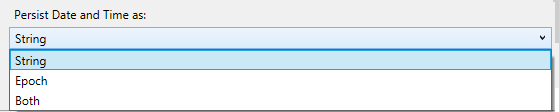 Persist Date and Time as:
String
String
Epoch
Both